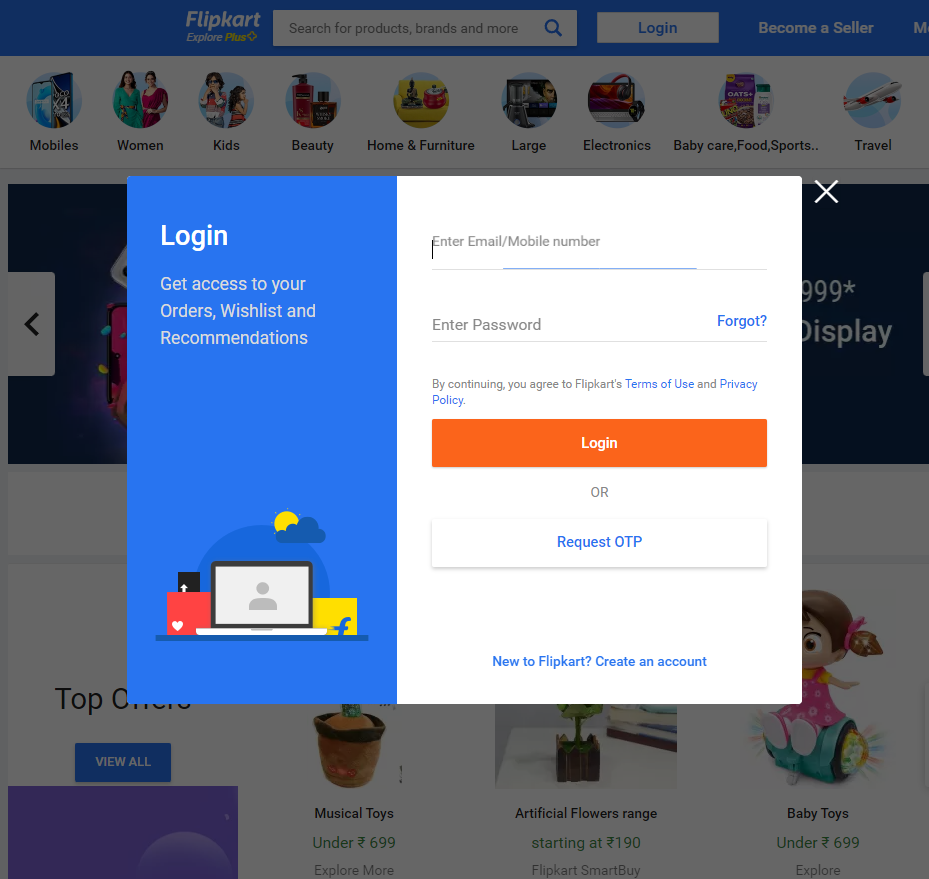 Flipkart
Explore Plus
Search for products, brands and more
Login
Become a Seller
Mobiles
Women
Kids
Beauty
Home & Furniture
Large
Electronics
Baby care,Food,Sports..
Travel
Login
Get access to your
Orders, Wishlist and
Recommendations
Enter Email/Mobile number
Enter Password
Forgot?
By continuing, you agree to Flipkart's Terms of Use and Privacy
Policy.
Login
OR
Request OTP
New to Flipkart? Create an account
999*
Display
Top Offers
VIEW ALL
Musical Toys
Under ₹ 699
Explore More
Artificial Flowers range
starting at ₹190
Flipkart SmartBuy
Baby Toys
Under ₹ 699
Explore